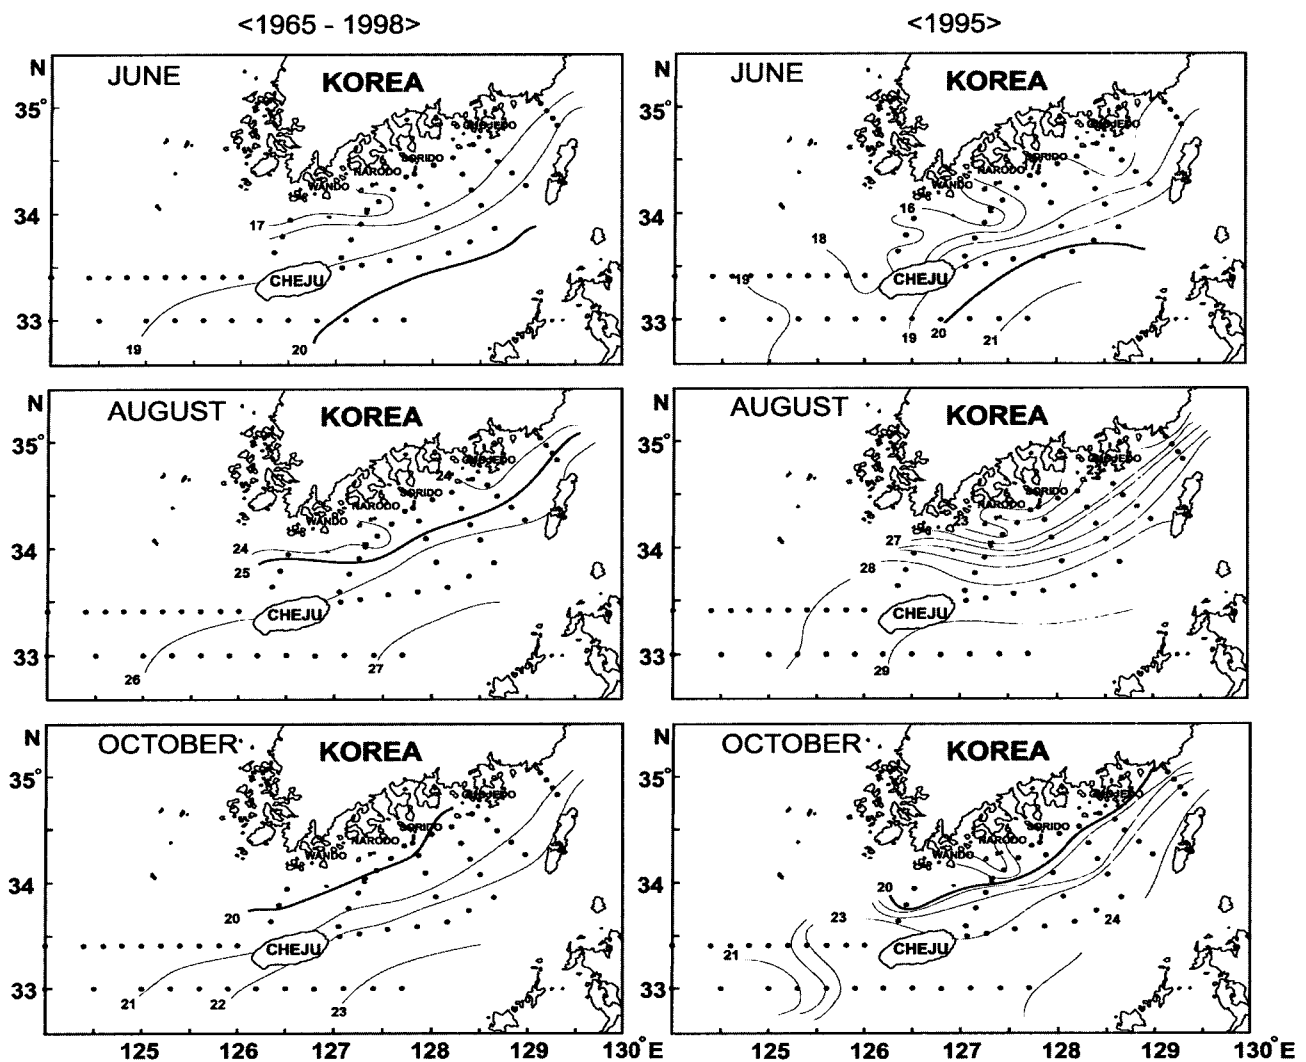 <1965 - 1998>
<1995>
N
JUNE
KOREA
35°
GUPJEDO
SORIDO
NARODO
WANDO
34
17
CHEJU
33
19
20
N
JUNE
KOREA
35°
SORIDO
NARODO
WANDO
34
16
18
19
CHEJU
33
19
20
21
N
AUGUST
KOREA
35°
24
SORIDO
NARODO
WANDO
34
24
25
CHEJU
33
26
27
N
AUGUST
KOREA
35°
23
SORIDO
NARODO
23
WANDO
34
27
28
CHEJU
33
29
N
OCTOBER
KOREA
35°
SORIDO
NARODO
WANDO
34
20
CHEJU
33
21
22
23
125
126
127
128
129
130°E
N
OCTOBER
KOREA
35°
SORIDO
NARODO
WANDO
34
20
23
24
21
CHEJU
33
125
126
127
128
129
130°E